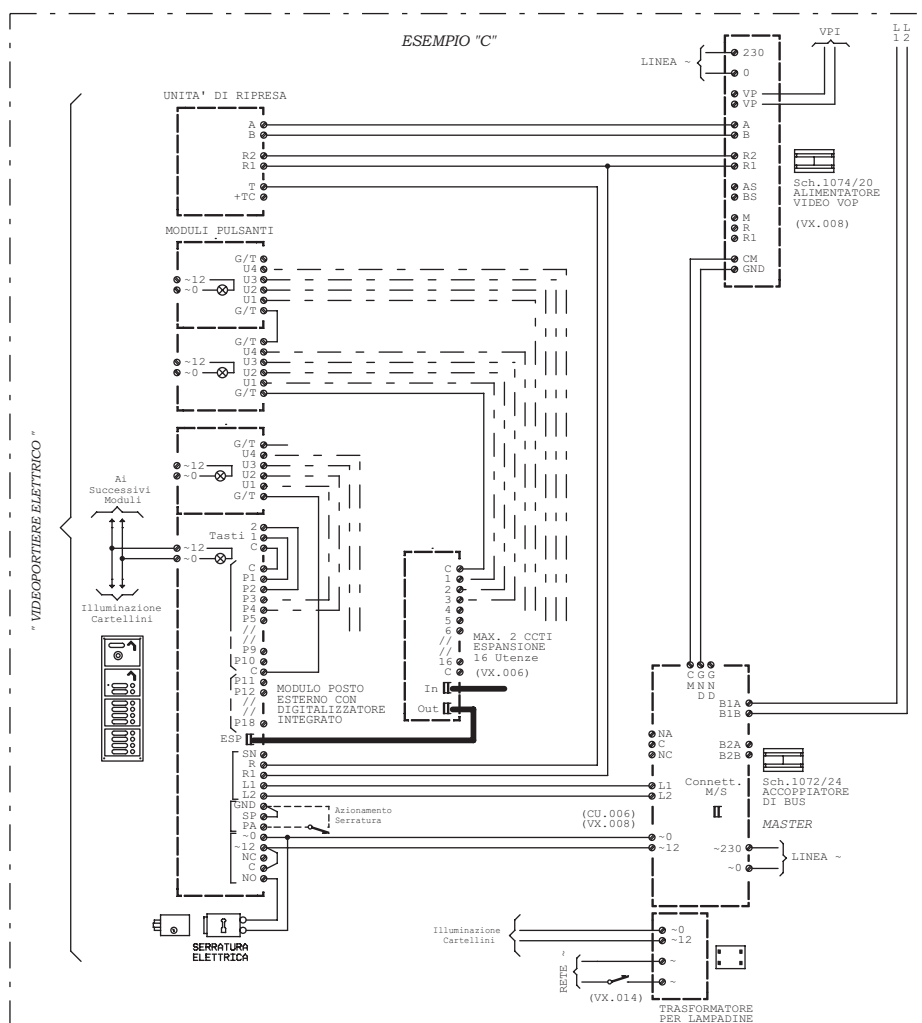 ESEMPIO "C"
LINEA ~
230
0
VPI
L1
L2
VP
VP
A
B
R2
R1
AS
BS
M
R
R1
CM
GND
Sch.1074/20
ALIMENTATORE
VIDEO VOP
(VX.008)
UNITA' DI RIPRESA
A
B
R2
R1
T
+TC
MODULI PULSANTI
G/T
U4
U3
U2
U1
G/T
~12
~0
G/T
U4
U3
U2
U1
G/T
~12
~0
G/T
U4
U3
U2
U1
G/T
~12
~0
" VIDEOPORTIERE ELETTRICO "
Ai
Successivi
Moduli
Illuminazione
Cartellini
2
Tasti 1
C
~12
~0
C
P1
P2
P3
P4
P5
//
//
P9
P10
C
P11
P12
//
//
P18
ESP
MODULO POSTO
ESTERNO CON
DIGITALIZZATORE
INTEGRATO
SN
R
R1
L1
L2
GND
SP
PA
~0
~12
NC
C
NO
Azionamento
Serratura
SERRATURA
ELETTRICA
C
1
2
3
4
5
6
//
//
16
C
In
Out
MAX. 2 CCTI
ESPANSIONE
16 Utenze
(VX.006)
CM
GND
GND
B1A
B1B
NA
C
NC
B2A
B2B
L1
L2
Connett.
M/S
~0
~12
~230
~0
LINEA ~
Sch.1072/24
ACCOPPIATORE
DI BUS
MASTER
(CU.006)
(VX.008)
Illuminazione
Cartellini
~0
~12
RETE ~
~
~
(VX.014)
TRASFORMATORE
PER LAMPADINE